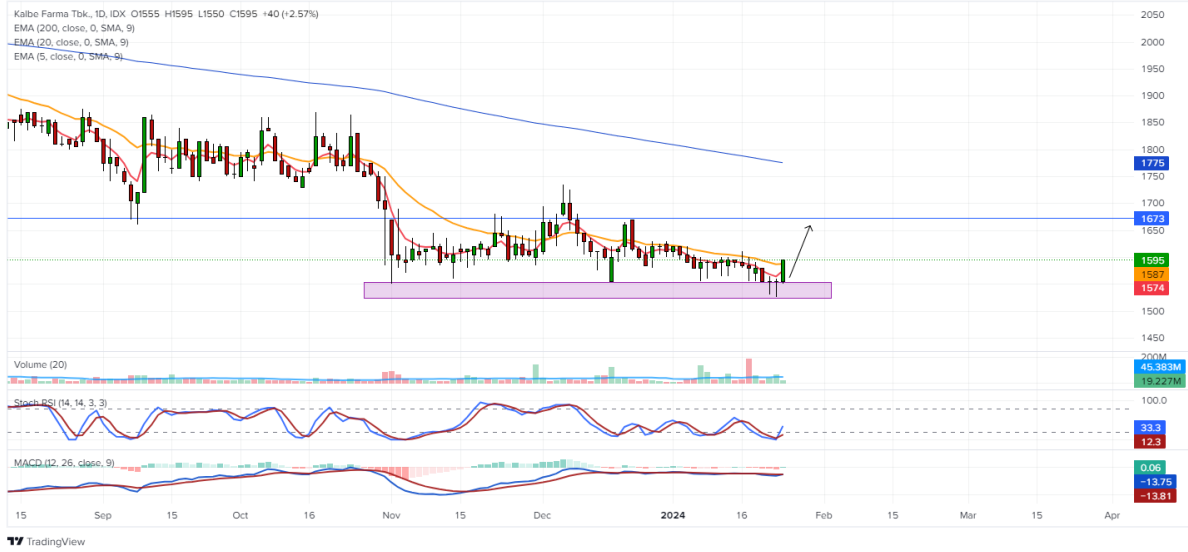 Kalbe Farma Tbk., 1D, IDX O1555 H1595 L1550 C1595 +40 (+2.57%)
EMA (200, close, 0, SMA, 9)
EMA (20, close, 0, SMA, 9)
EMA (5, close, 0, SMA, 9)
2050
2000
1950
1900
1850
1800
1775
1750
1700
1673
1650
1595
1587
1574
1500
1450
Volume (20)
200M
45.383M
19.227M
Stoch RSI (14, 14, 3, 3)
100.0
33.3
12.3
MACD (12, 26, close, 9)
0.06
−13.75
−13.81
15 Sep 15 Oct 16 Nov 15 Dec 2024 16 Feb 15 Mar 15 Apr
TradingView